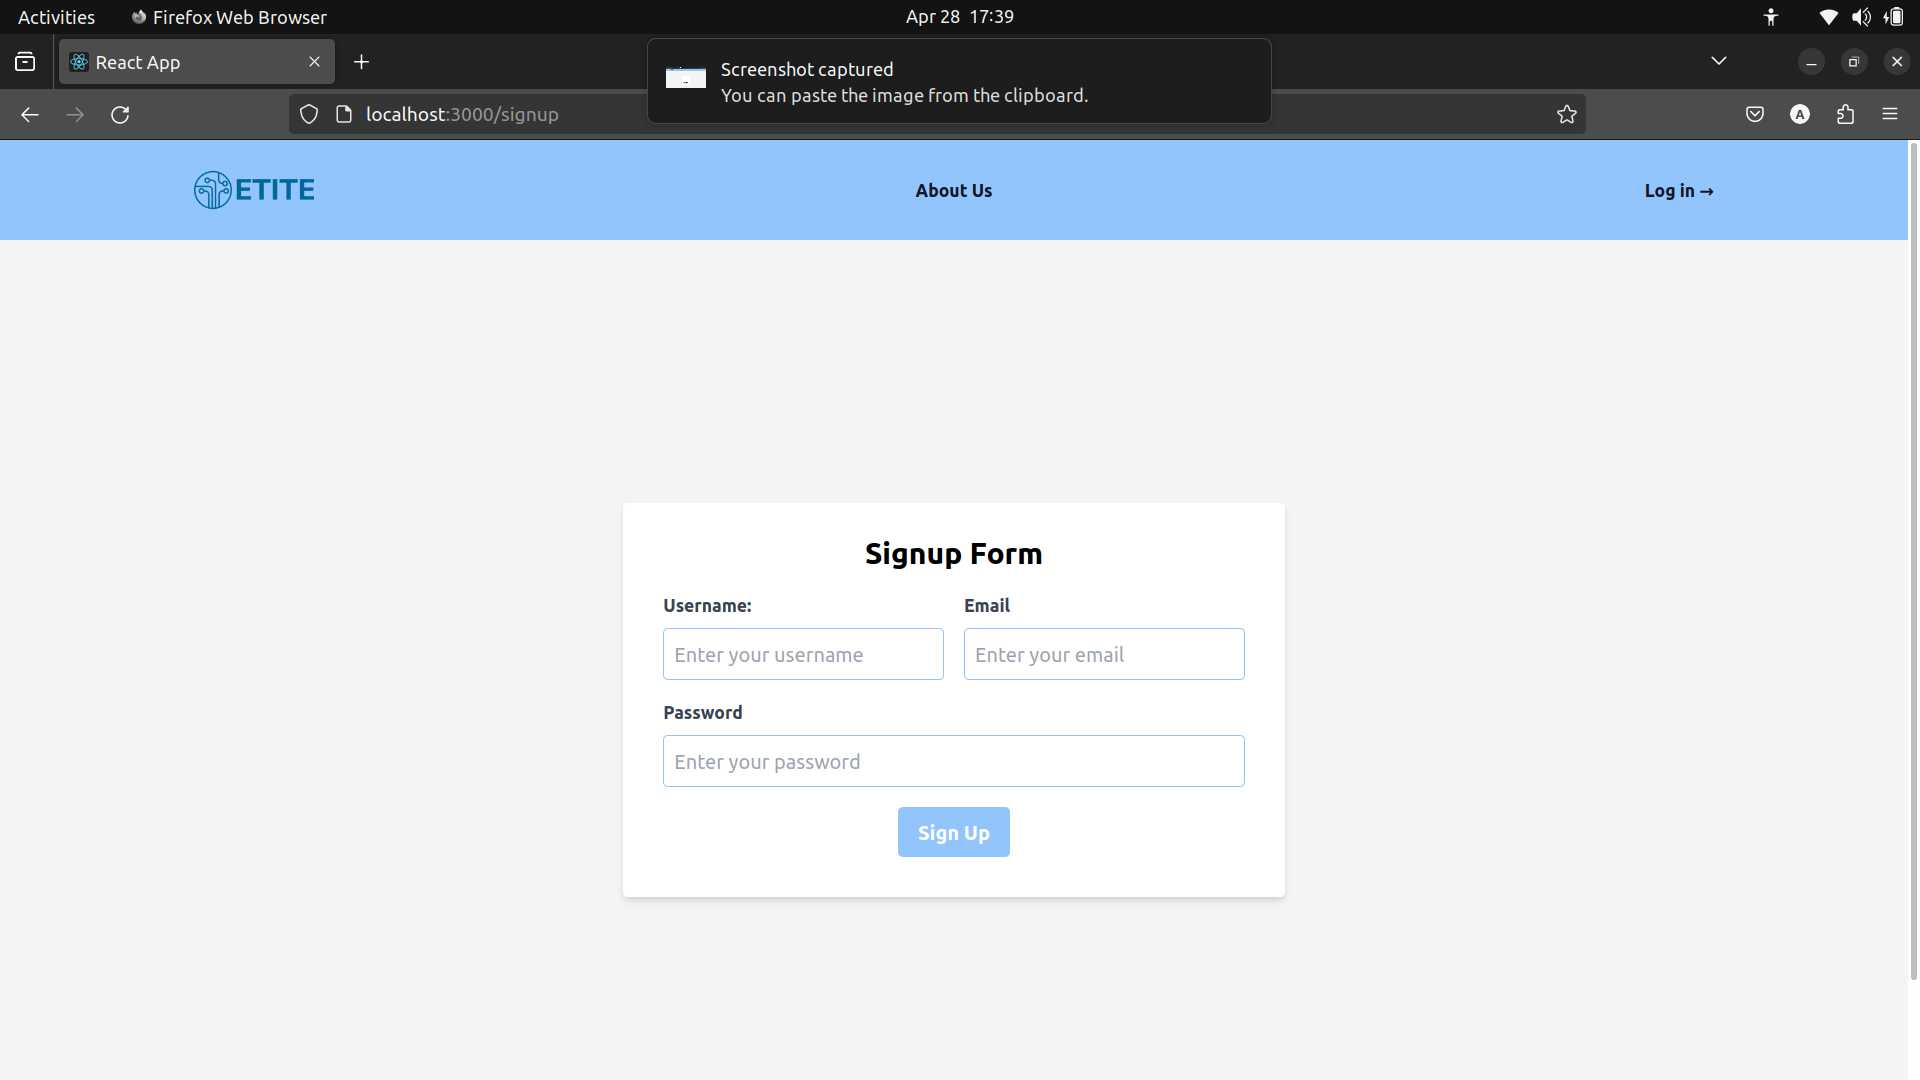 Activities Firefox Web Browser Apr 28 17:39
React App
Screenshot captured
You can paste the image from the clipboard.
localhost:3000/signup
A
ETITE About Us Log in →
Signup Form
Username: Email
Enter your username Enter your email
Password
Enter your password
Sign Up